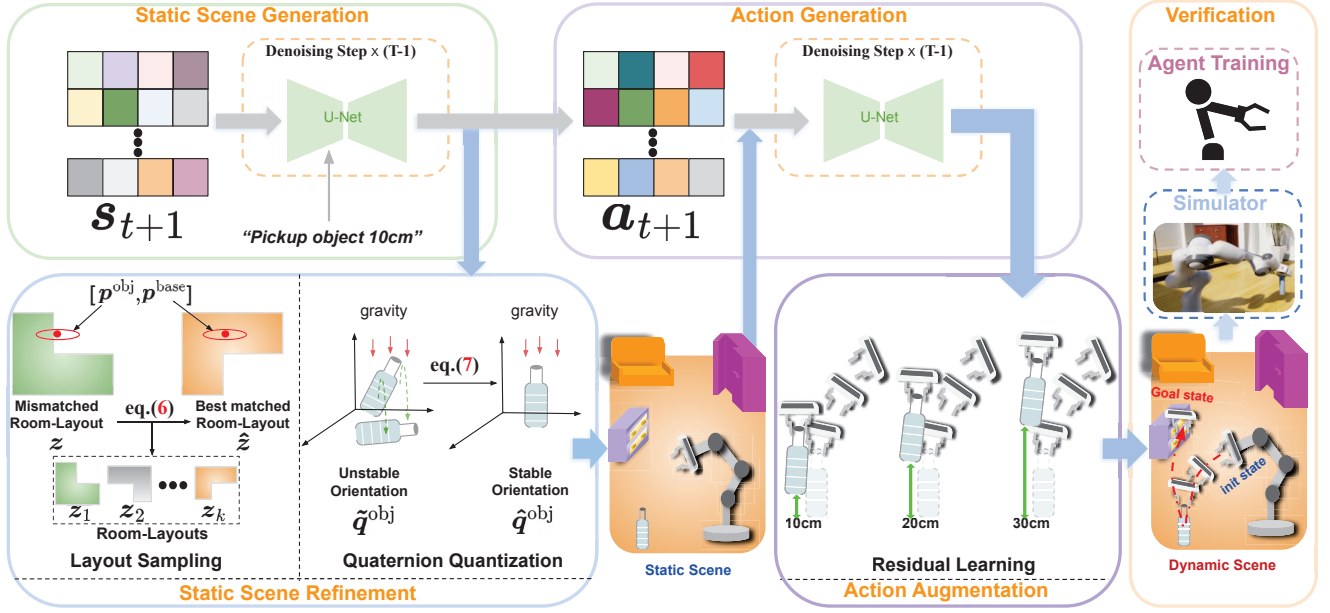 Static Scene Generation
Denoising Step x (T-1)
U-Net
s_{t+1}
"Pickup object 10cm"
Action Generation
Denoising Step x (T-1)
U-Net
a_{t+1}
Verification
Agent Training
Simulator
[p^{obj}, p^{base}]
Mismatched
Room-Layout
z
eq.(6)
Best matched
Room-Layout
ẑ
z_1 z_2 z_k
Room-Layouts
Layout Sampling
gravity
eq.(7)
gravity
Unstable
Orientation
q̃^{obj}
Stable
Orientation
q̂^{obj}
Quaternion Quantization
Static Scene Refinement
Static Scene
10cm
20cm
30cm
Residual Learning
Action Augmentation
Goal state
init state
Dynamic Scene